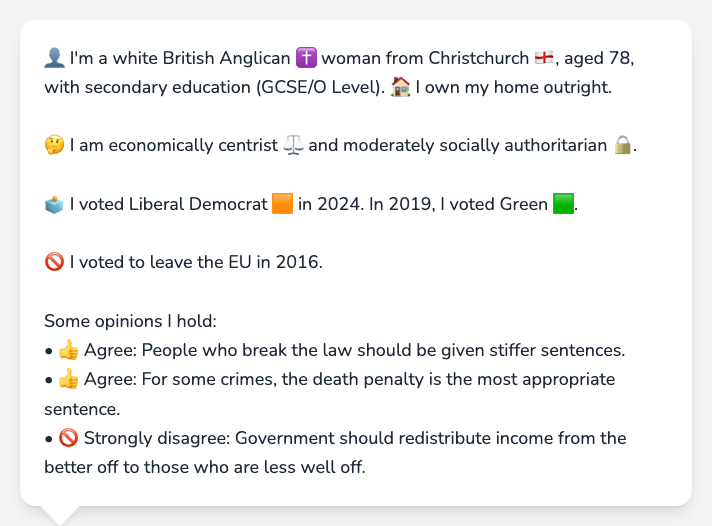 👤 I'm a white British Anglican ✝️ woman from Christchurch 🏴󠁧󠁢󠁥󠁮󠁧󠁿, aged 78,
with secondary education (GCSE/O Level). 🏠 I own my home outright.
🤔 I am economically centrist ⚖️ and moderately socially authoritarian 🔒.
🗳️ I voted Liberal Democrat 🟧 in 2024. In 2019, I voted Green 🟩.
🚫 I voted to leave the EU in 2016.
Some opinions I hold:
• 👍 Agree: People who break the law should be given stiffer sentences.
• 👍 Agree: For some crimes, the death penalty is the most appropriate
sentence.
• 🚫 Strongly disagree: Government should redistribute income from the
better off to those who are less well off.